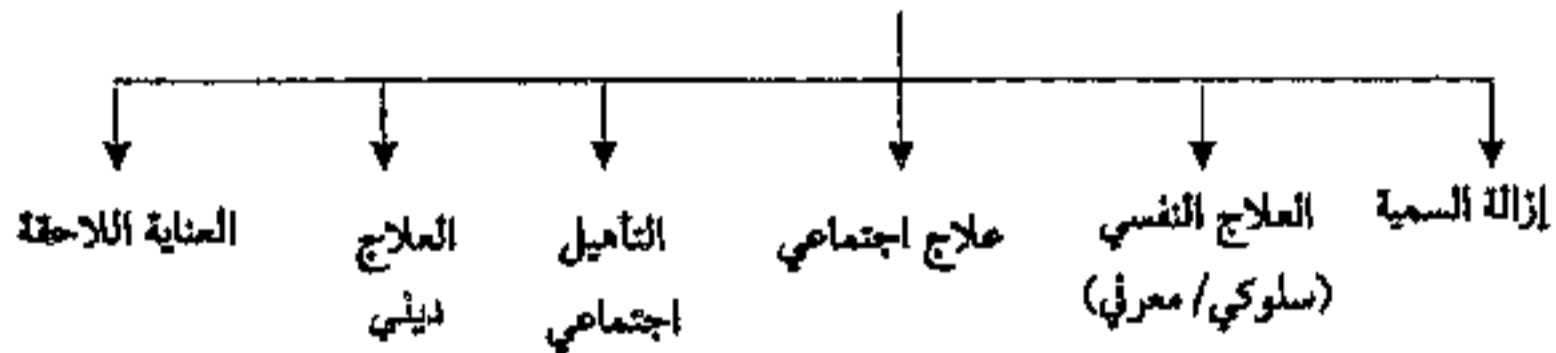 إزالة السمية
العلاج النفسي
(سلوكي/ معرفي)
علاج اجتماعي
التأهيل
اجتماعي
العلاج
ديني
العناية اللاحقة